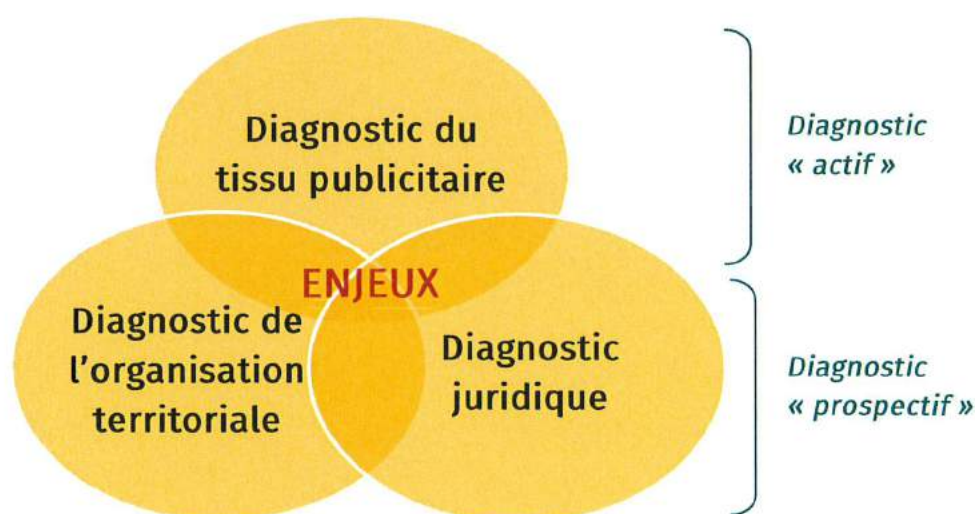 Diagnostic du
tissu publicitaire
Diagnostic
« actif »
ENJEUX
Diagnostic de
l'organisation
territoriale
Diagnostic
juridique
Diagnostic
« prospectif »